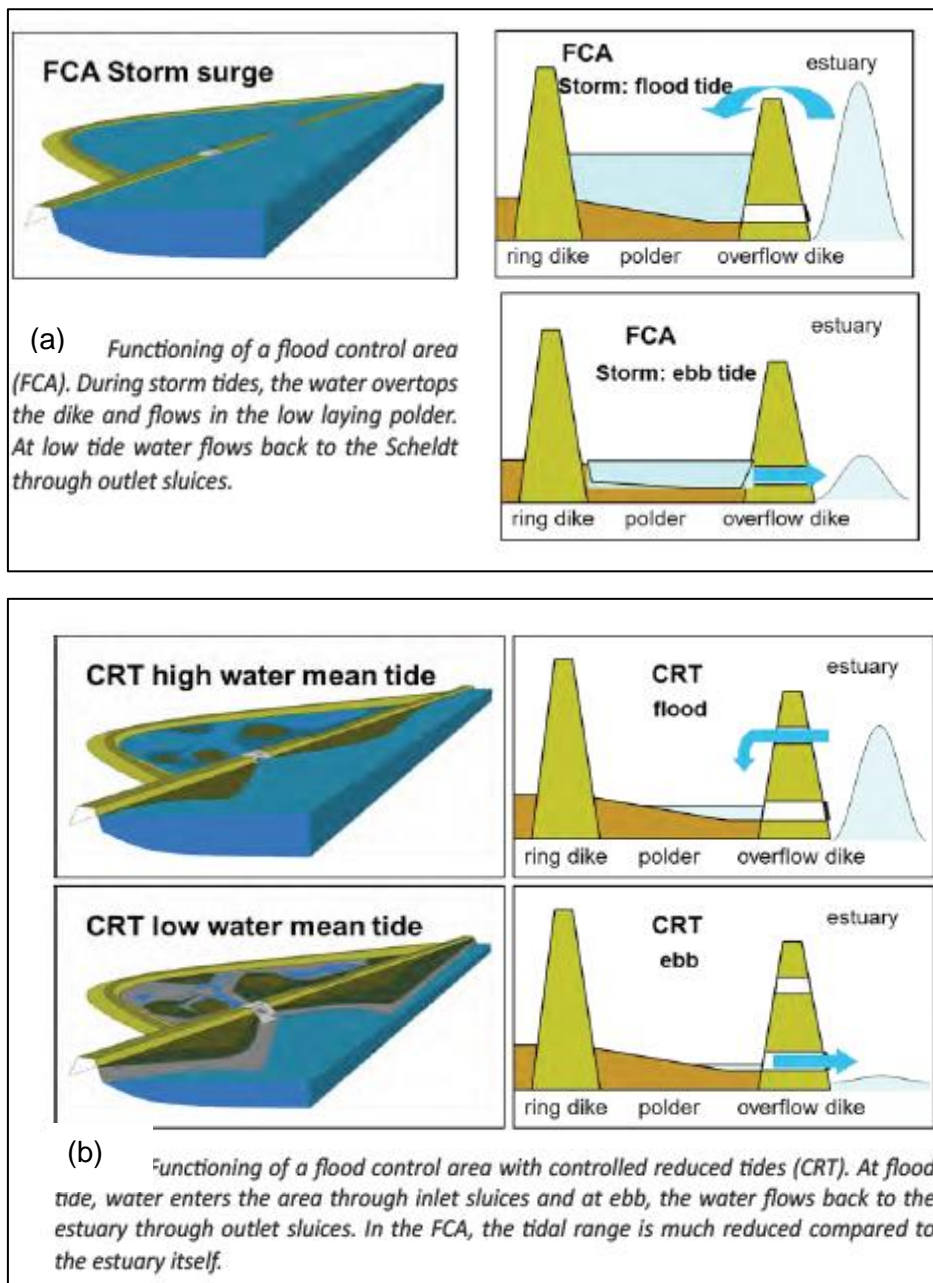 FCA Storm surge
FCA
Storm: flood tide
estuary
ring dike polder overflow dike
(a)
Functioning of a flood control area
(FCA). During storm tides, the water overtops
the dike and flows in the low laying polder.
At low tide water flows back to the Scheldt
through outlet sluices.
FCA
Storm: ebb tide
estuary
ring dike polder overflow dike
CRT high water mean tide
CRT
flood
estuary
ring dike polder overflow dike
CRT low water mean tide
CRT
ebb
estuary
ring dike polder overflow dike
(b)
Functioning of a flood control area with controlled reduced tides (CRT). At flood
tide, water enters the area through inlet sluices and at ebb, the water flows back to the
estuary through outlet sluices. In the FCA, the tidal range is much reduced compared to
the estuary itself.